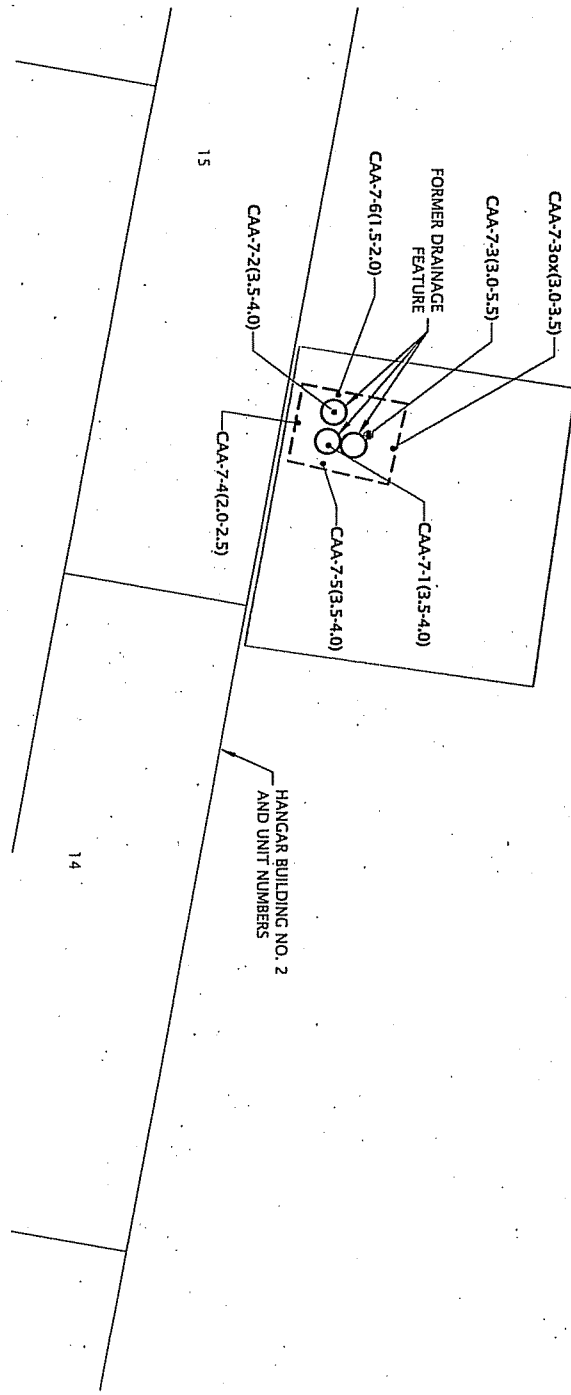 CAA-7-3ox(3.0-3.5)
CAA-7-3(3.0-5.5)
FORMER DRAINAGE
FEATURE
CAA-7-6(1.5-2.0)
CAA-7-2(3.5-4.0)
15
CAA-7-1(3.5-4.0)
CAA-7-5(3.5-4.0)
CAA-7-4(2.0-2.5)
HANGAR BUILDING NO. 2
AND UNIT NUMBERS
14